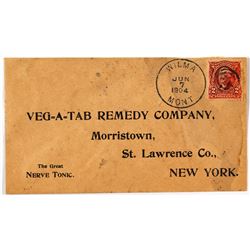 WILMA
JUN
7
1904
MONT
VEG-A-TAB REMEDY COMPANY,
Morristown,
St. Lawrence Co.,
NEW YORK.
The Great
NERVE TONIC.